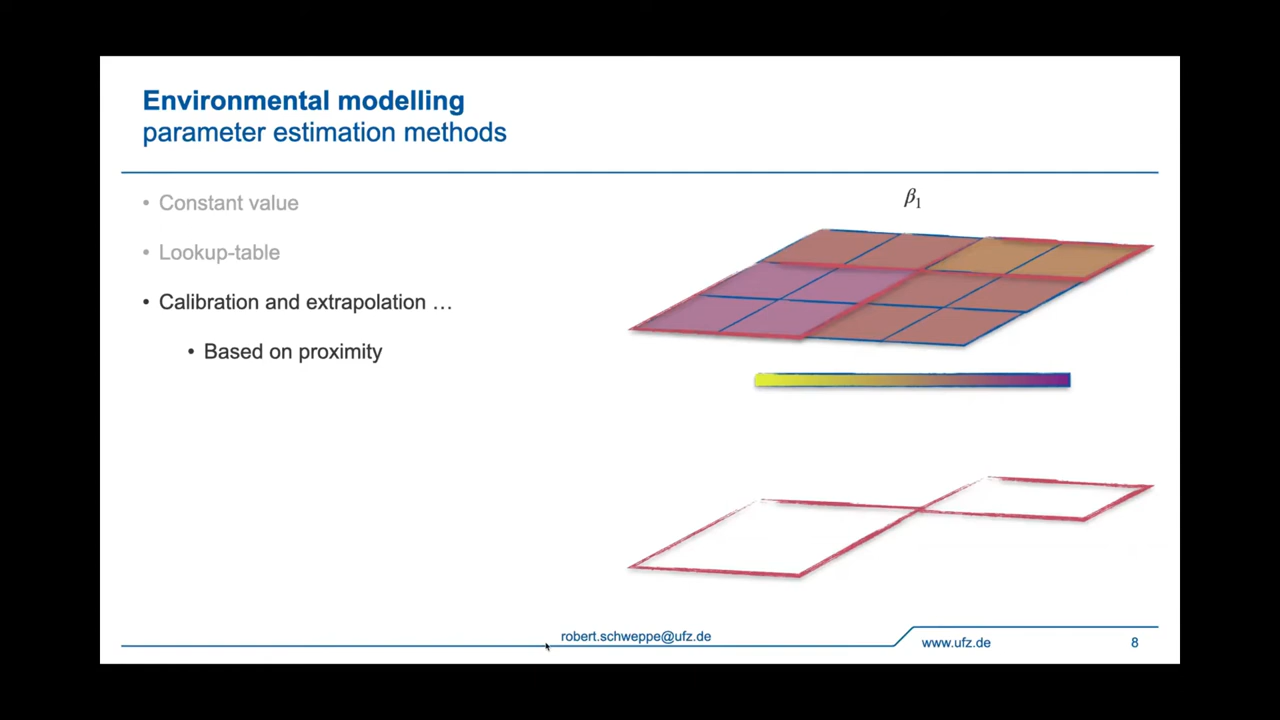 Environmental modelling
parameter estimation methods
• Constant value
• Lookup-table
• Calibration and extrapolation …
• Based on proximity
β₁
robert.schweppe@ufz.de
www.ufz.de
8